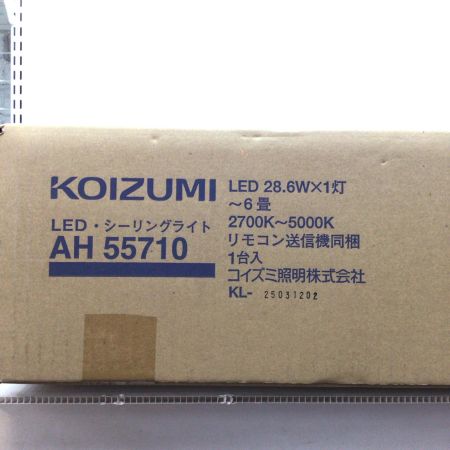 KOIZUMI
LED・シーリングライト
AH 55710
LED 28.6W×1灯
～6畳
2700K～5000K
リモコン送信機同梱
1台入
コイズミ照明株式会社
KL- 25031202